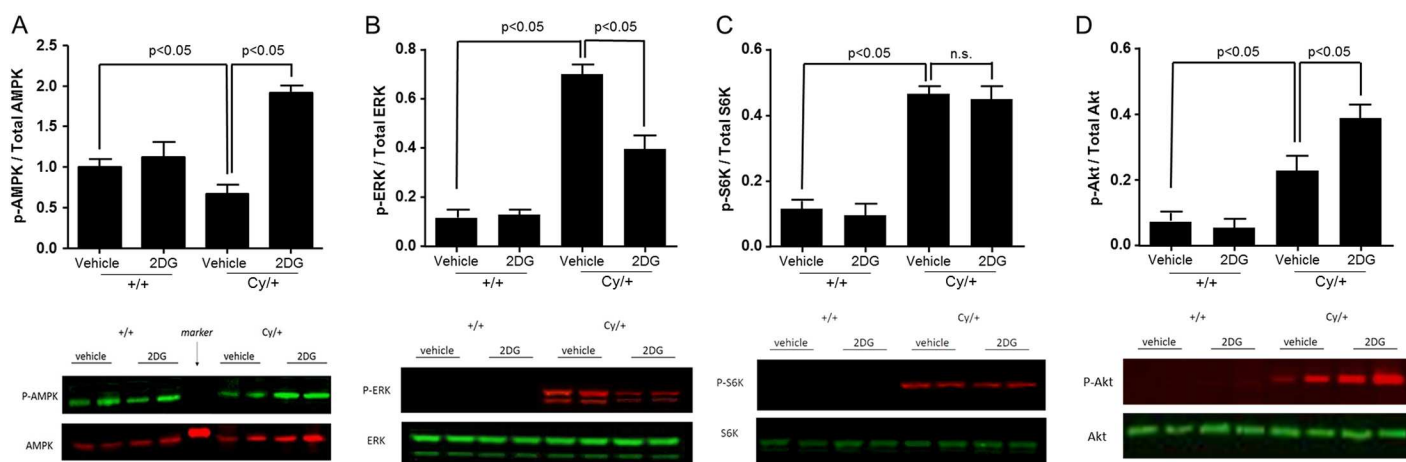 A
p-AMPK / Total AMPK
2.5
2.0
1.5
1.0
0.5
0.0
p<0.05
p<0.05
Vehicle 2DG Vehicle 2DG
+/+ Cy/+
+/+ marker Cy/+
vehicle 2DG vehicle 2DG
P-AMPK
AMPK
B
p-ERK / Total ERK
0.8
0.6
0.4
0.2
0.0
p<0.05
p<0.05
Vehicle 2DG Vehicle 2DG
+/+ Cy/+
+/+ Cy/+
vehicle 2DG vehicle 2DG
P-ERK
ERK
C
p-S6K / Total S6K
0.6
0.4
0.2
0.0
p<0.05
n.s.
Vehicle 2DG Vehicle 2DG
+/+ Cy/+
+/+ Cy/+
vehicle 2DG vehicle 2DG
P-S6K
S6K
D
p-Akt / Total Akt
0.6
0.4
0.2
0.0
p<0.05
p<0.05
Vehicle 2DG Vehicle 2DG
+/+ Cy/+
+/+ Cy/+
vehicle 2DG vehicle 2DG
P-Akt
Akt